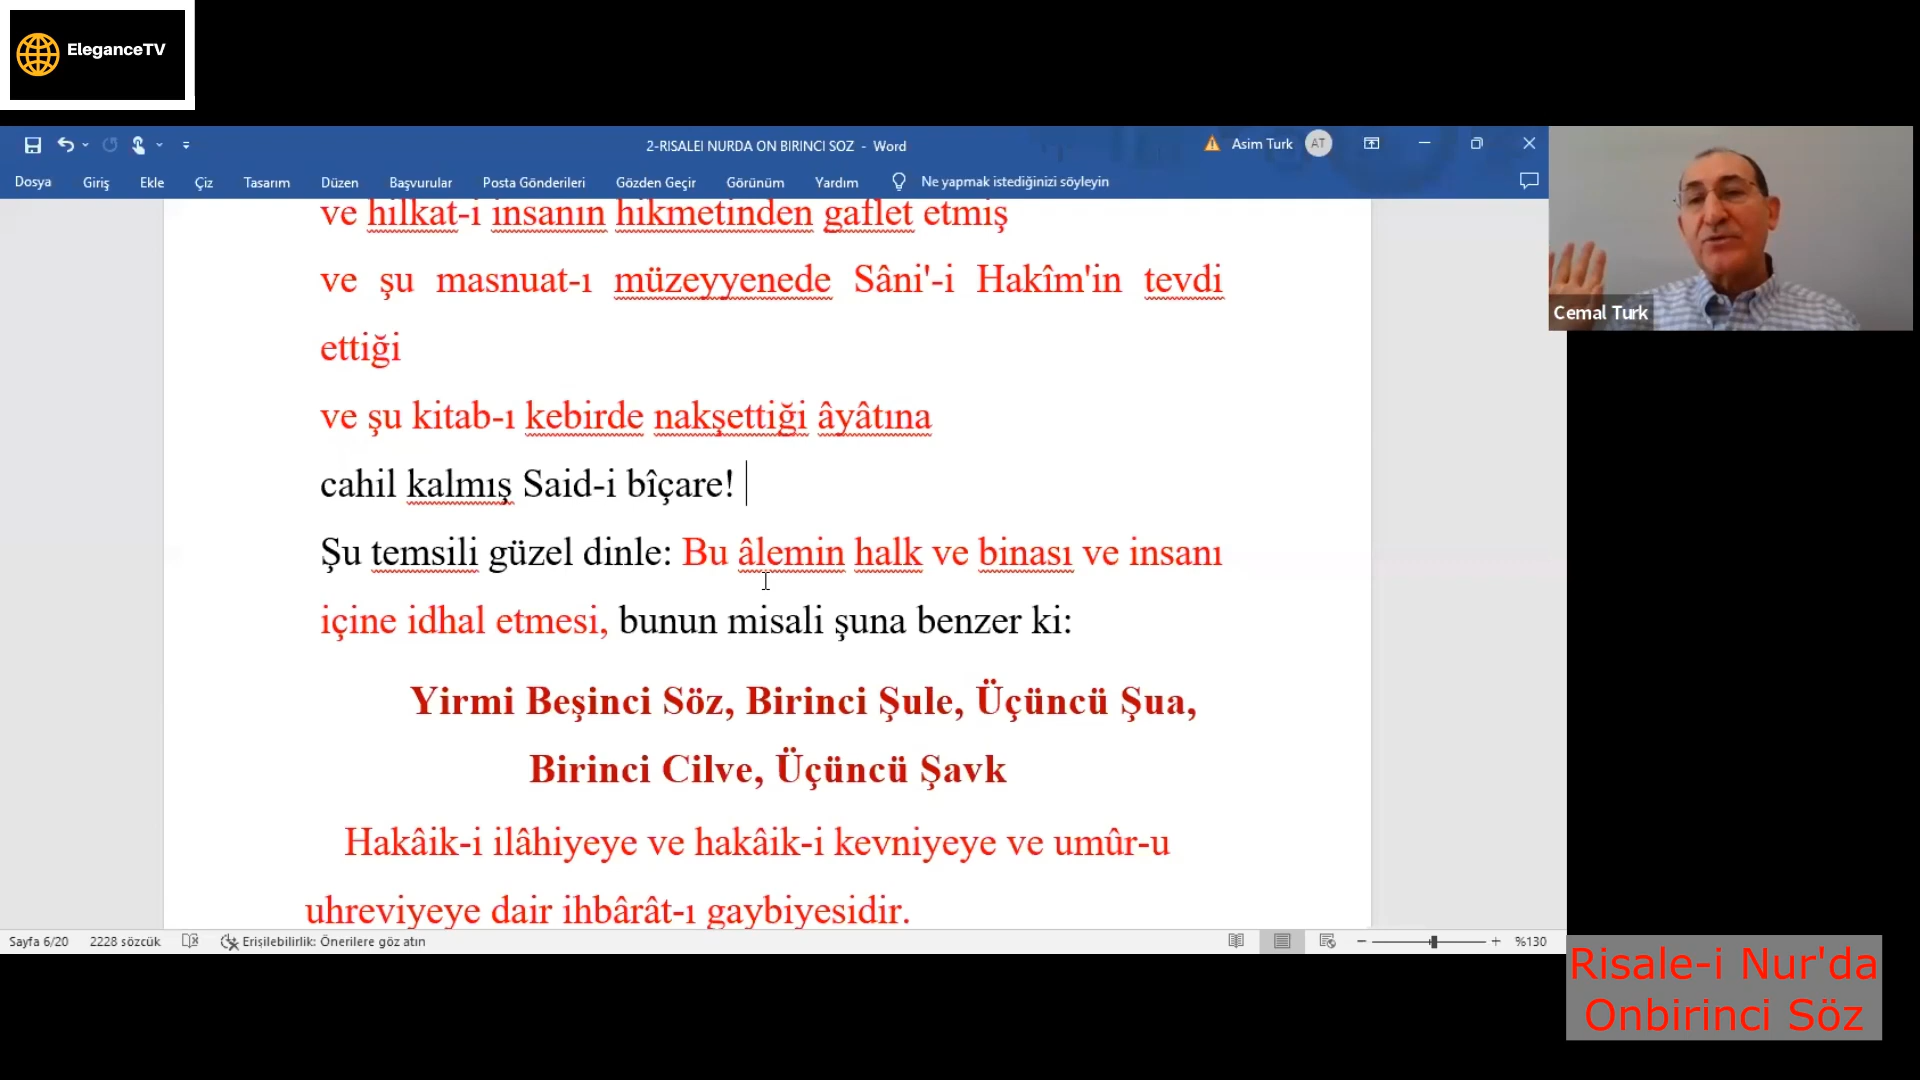 EleganceTV
2-RISALEI NURDA ON BIRINCI SOZ - Word
Asim Turk
AT
Dosya Giriş Ekle Çiz Tasarım Düzen Başvurular Posta Gönderileri Gözden Geçir Görünüm Yardım Ne yapmak istediğinizi söyleyin
ve hilkat-i insanın hikmetinden gaflet etmiş
ve şu masnuat-ı müzeyyenede Sâni'-i Hakîm'in tevdi
ettiği
ve şu kitab-ı kebirde nakşettiği âyâtına
cahil kalmış Said-i bîçare!
Şu temsili güzel dinle: Bu âlemin halk ve binası ve insanı
içine idhal etmesi, bunun misali şuna benzer ki:
Yirmi Beşinci Söz, Birinci Şule, Üçüncü Şua,
Birinci Cilve, Üçüncü Şavk
Hakâik-i ilâhiyeye ve hakâik-i kevniyeye ve umûr-u
uhreviyeye dair ihbârât-ı gaybiyesidir.
Cemal Turk
Sayfa 6/20 2228 sözcük Erişilebilirlik: Önerilere göz atın %130
Risale-i Nur'da
Onbirinci Söz